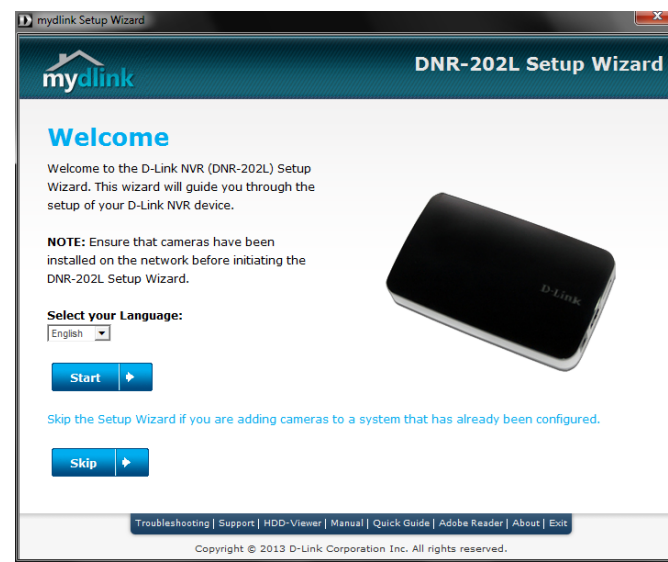 mydlink Setup Wizard
mydlink
DNR-202L Setup Wizard
Welcome
Welcome to the D-Link NVR (DNR-202L) Setup
Wizard. This wizard will guide you through the
setup of your D-Link NVR device.
NOTE: Ensure that cameras have been
installed on the network before initiating the
DNR-202L Setup Wizard.
D-Link
Select your Language:
English
Start
Skip the Setup Wizard if you are adding cameras to a system that has already been configured.
Skip
Troubleshooting | Support | HDD-Viewer | Manual | Quick Guide | Adobe Reader | About | Exit
Copyright © 2013 D-Link Corporation Inc. All rights reserved.